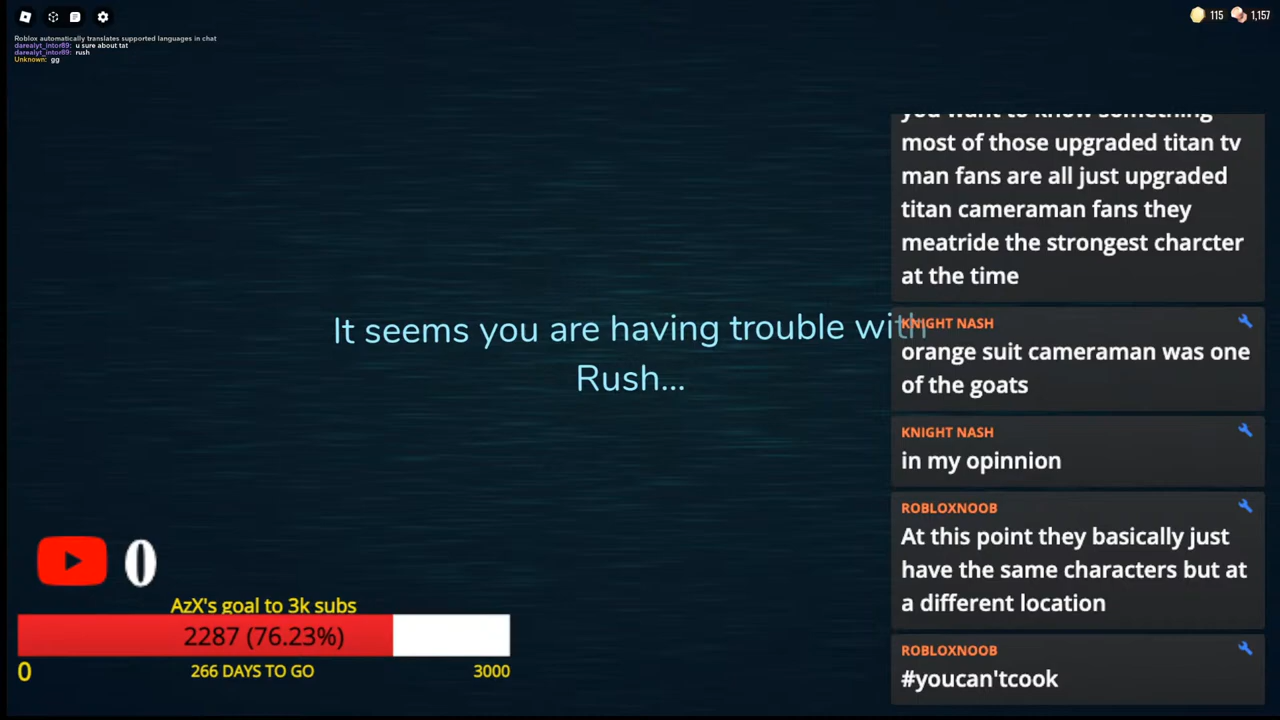 115
1,157
Roblox automatically translates supported languages in chat
darealyt_intor89: u sure about tat
darealyt_intor89: rush
Unknown: gg
It seems you are having trouble with
Rush...
you want to know something
most of those upgraded titan tv
man fans are all just upgraded
titan cameraman fans they
meatride the strongest charcter
at the time
KNIGHT NASH
orange suit cameraman was one
of the goats
KNIGHT NASH
in my opinnion
ROBLOXNOOB
At this point they basically just
have the same characters but at
a different location
ROBLOXNOOB
#youcan'tcook
0
AzX's goal to 3k subs
2287 (76.23%)
0
266 DAYS TO GO
3000